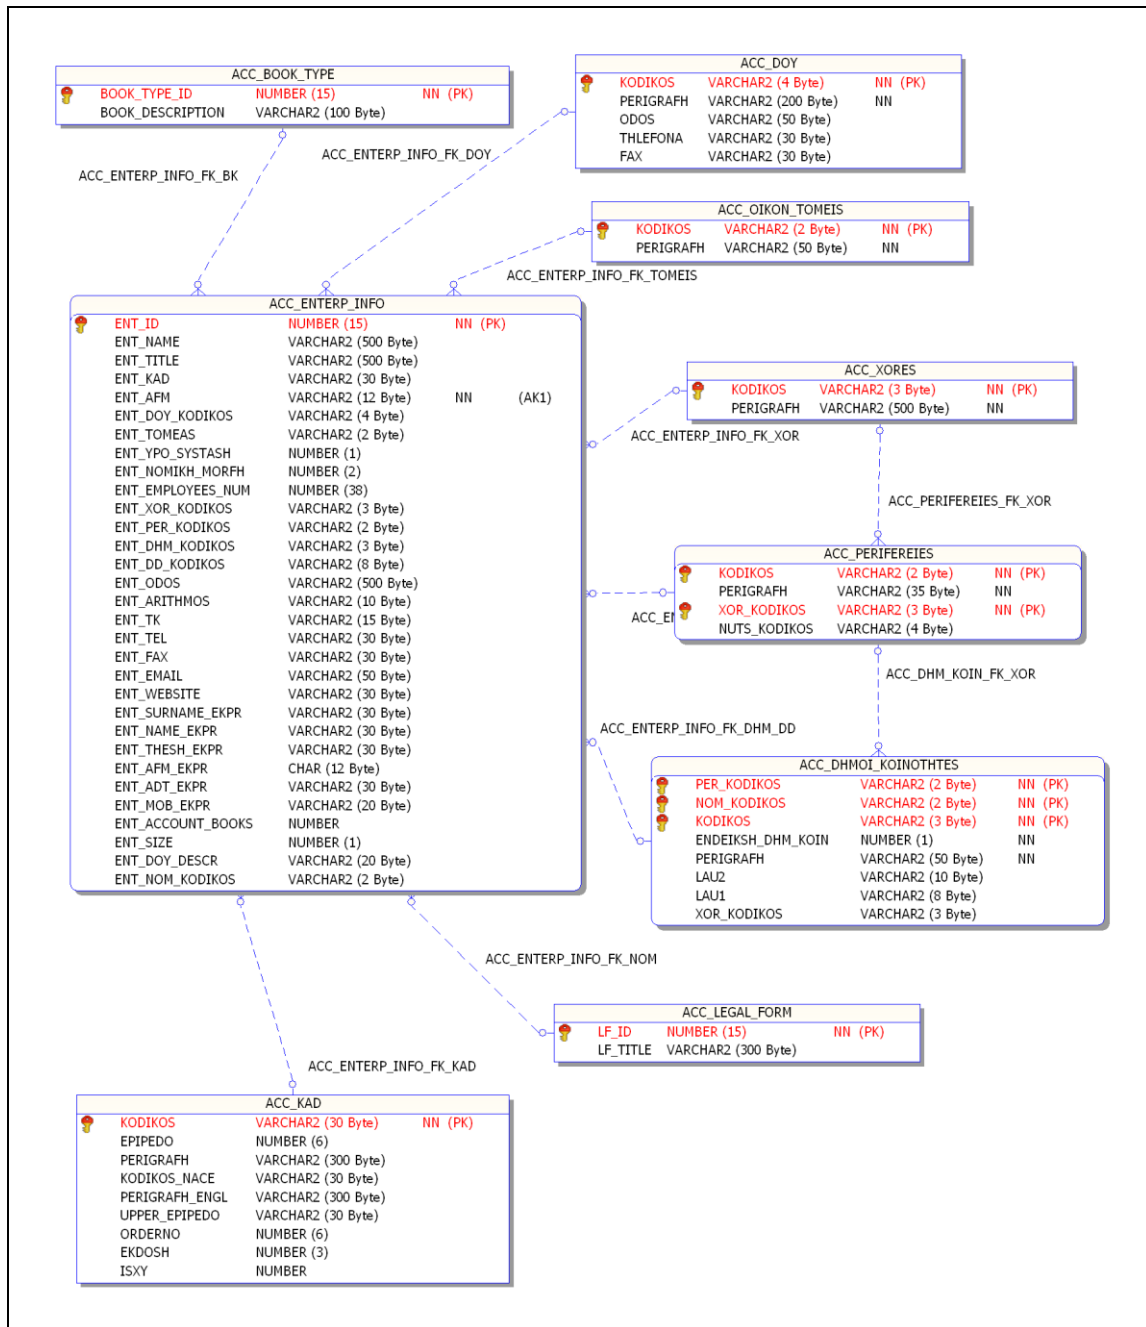 ACC_BOOK_TYPE
BOOK_TYPE_ID NUMBER (15) NN (PK)
BOOK_DESCRIPTION VARCHAR2 (100 Byte)
ACC_DOY
KODIKOS VARCHAR2 (4 Byte) NN (PK)
PERIGRAFH VARCHAR2 (200 Byte) NN
ODOS VARCHAR2 (50 Byte)
THLEFONA VARCHAR2 (30 Byte)
FAX VARCHAR2 (30 Byte)
ACC_ENTERP_INFO_FK_DOY
ACC_ENTERP_INFO_FK_BK
ACC_OIKON_TOMEIS
KODIKOS VARCHAR2 (2 Byte) NN (PK)
PERIGRAFH VARCHAR2 (50 Byte) NN
ACC_ENTERP_INFO_FK_TOMEIS
ACC_ENTERP_INFO
ENT_ID NUMBER (15) NN (PK)
ENT_NAME VARCHAR2 (500 Byte)
ENT_TITLE VARCHAR2 (500 Byte)
ENT_KAD VARCHAR2 (30 Byte)
ENT_AFM VARCHAR2 (12 Byte) NN (AK1)
ENT_DOY_KODIKOS VARCHAR2 (4 Byte)
ENT_TOMEAS VARCHAR2 (2 Byte)
ENT_YPO_SYSTASH NUMBER (1)
ENT_NOMIKH_MORFH NUMBER (2)
ENT_EMPLOYEES_NUM NUMBER (38)
ENT_XOR_KODIKOS VARCHAR2 (3 Byte)
ENT_PER_KODIKOS VARCHAR2 (2 Byte)
ENT_DHM_KODIKOS VARCHAR2 (3 Byte)
ENT_DD_KODIKOS VARCHAR2 (8 Byte)
ENT_ODOS VARCHAR2 (500 Byte)
ENT_ARITHMOS VARCHAR2 (10 Byte)
ENT_TK VARCHAR2 (15 Byte)
ENT_TEL VARCHAR2 (30 Byte)
ENT_FAX VARCHAR2 (30 Byte)
ENT_EMAIL VARCHAR2 (50 Byte)
ENT_WEBSITE VARCHAR2 (30 Byte)
ENT_SURNAME_EKPR VARCHAR2 (30 Byte)
ENT_NAME_EKPR VARCHAR2 (30 Byte)
ENT_THESH_EKPR VARCHAR2 (30 Byte)
ENT_AFM_EKPR CHAR (12 Byte)
ENT_ADT_EKPR VARCHAR2 (30 Byte)
ENT_MOB_EKPR VARCHAR2 (20 Byte)
ENT_ACCOUNT_BOOKS NUMBER
ENT_SIZE NUMBER (1)
ENT_DOY_DESCR VARCHAR2 (20 Byte)
ENT_NOM_KODIKOS VARCHAR2 (2 Byte)
ACC_XORES
KODIKOS VARCHAR2 (3 Byte) NN (PK)
PERIGRAFH VARCHAR2 (500 Byte) NN
ACC_ENTERP_INFO_FK_XOR
ACC_PERIFEREIES_FK_XOR
ACC_PERIFEREIES
KODIKOS VARCHAR2 (2 Byte) NN (PK)
PERIGRAFH VARCHAR2 (35 Byte) NN
XOR_KODIKOS VARCHAR2 (3 Byte) NN (PK)
NUTS_KODIKOS VARCHAR2 (4 Byte)
ACC_DHM_KOIN_FK_XOR
ACC_ENTERP_INFO_FK_DHM_DD
ACC_DHMOI_KOINOTHTES
PER_KODIKOS VARCHAR2 (2 Byte) NN (PK)
NOM_KODIKOS VARCHAR2 (2 Byte) NN (PK)
KODIKOS VARCHAR2 (3 Byte) NN (PK)
ENDEIKSH_DHM_KOIN NUMBER (1) NN
PERIGRAFH VARCHAR2 (50 Byte) NN
LAU2 VARCHAR2 (10 Byte)
LAU1 VARCHAR2 (8 Byte)
XOR_KODIKOS VARCHAR2 (3 Byte)
ACC_ENTERP_INFO_FK_NOM
ACC_LEGAL_FORM
LF_ID NUMBER (15) NN (PK)
LF_TITLE VARCHAR2 (300 Byte)
ACC_ENTERP_INFO_FK_KAD
ACC_KAD
KODIKOS VARCHAR2 (30 Byte) NN (PK)
EPIPEDO NUMBER (6)
PERIGRAFH VARCHAR2 (300 Byte)
KODIKOS_NACE VARCHAR2 (30 Byte)
PERIGRAFH_ENGL VARCHAR2 (300 Byte)
UPPER_EPIPEDO VARCHAR2 (30 Byte)
ORDERNO NUMBER (6)
EKDOSH NUMBER (3)
ISXY NUMBER